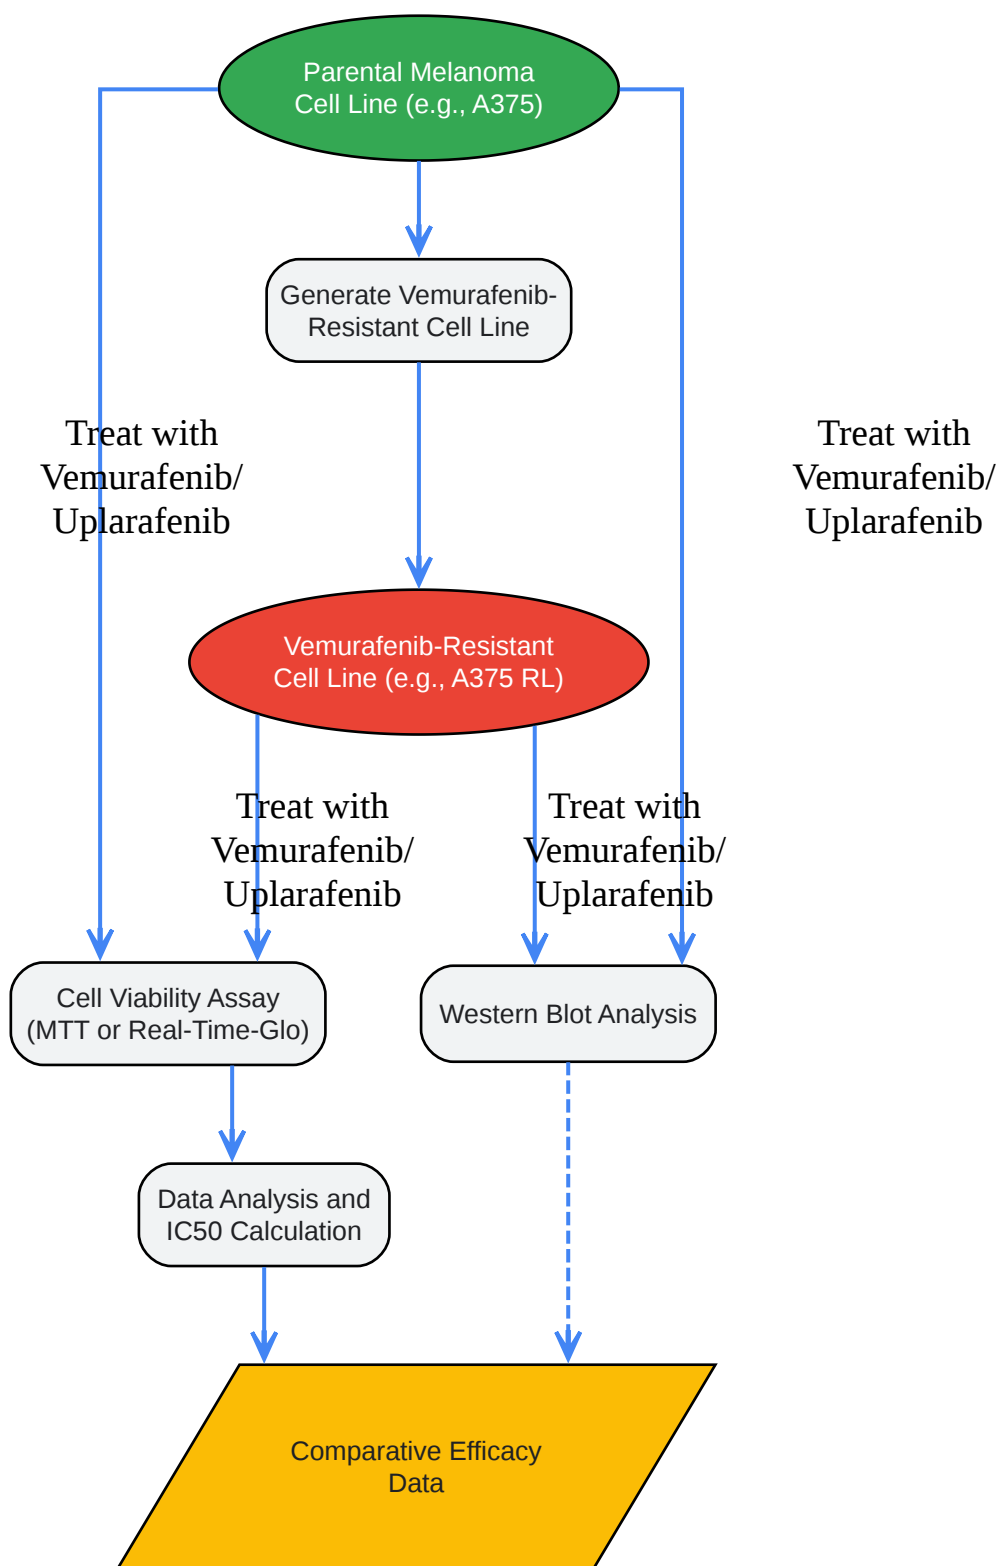 Parental Melanoma
Cell Line (e.g., A375)
Generate Vemurafenib-
Resistant Cell Line
Treat with
Vemurafenib/
Uplarafenib
Treat with
Vemurafenib/
Uplarafenib
Vemurafenib-Resistant
Cell Line (e.g., A375 RL)
Treat with
Vemurafenib/
Uplarafenib
Treat with
Vemurafenib/
Uplarafenib
Cell Viability Assay
(MTT or Real-Time-Glo)
Western Blot Analysis
Data Analysis and
IC50 Calculation
Comparative Efficacy
Data